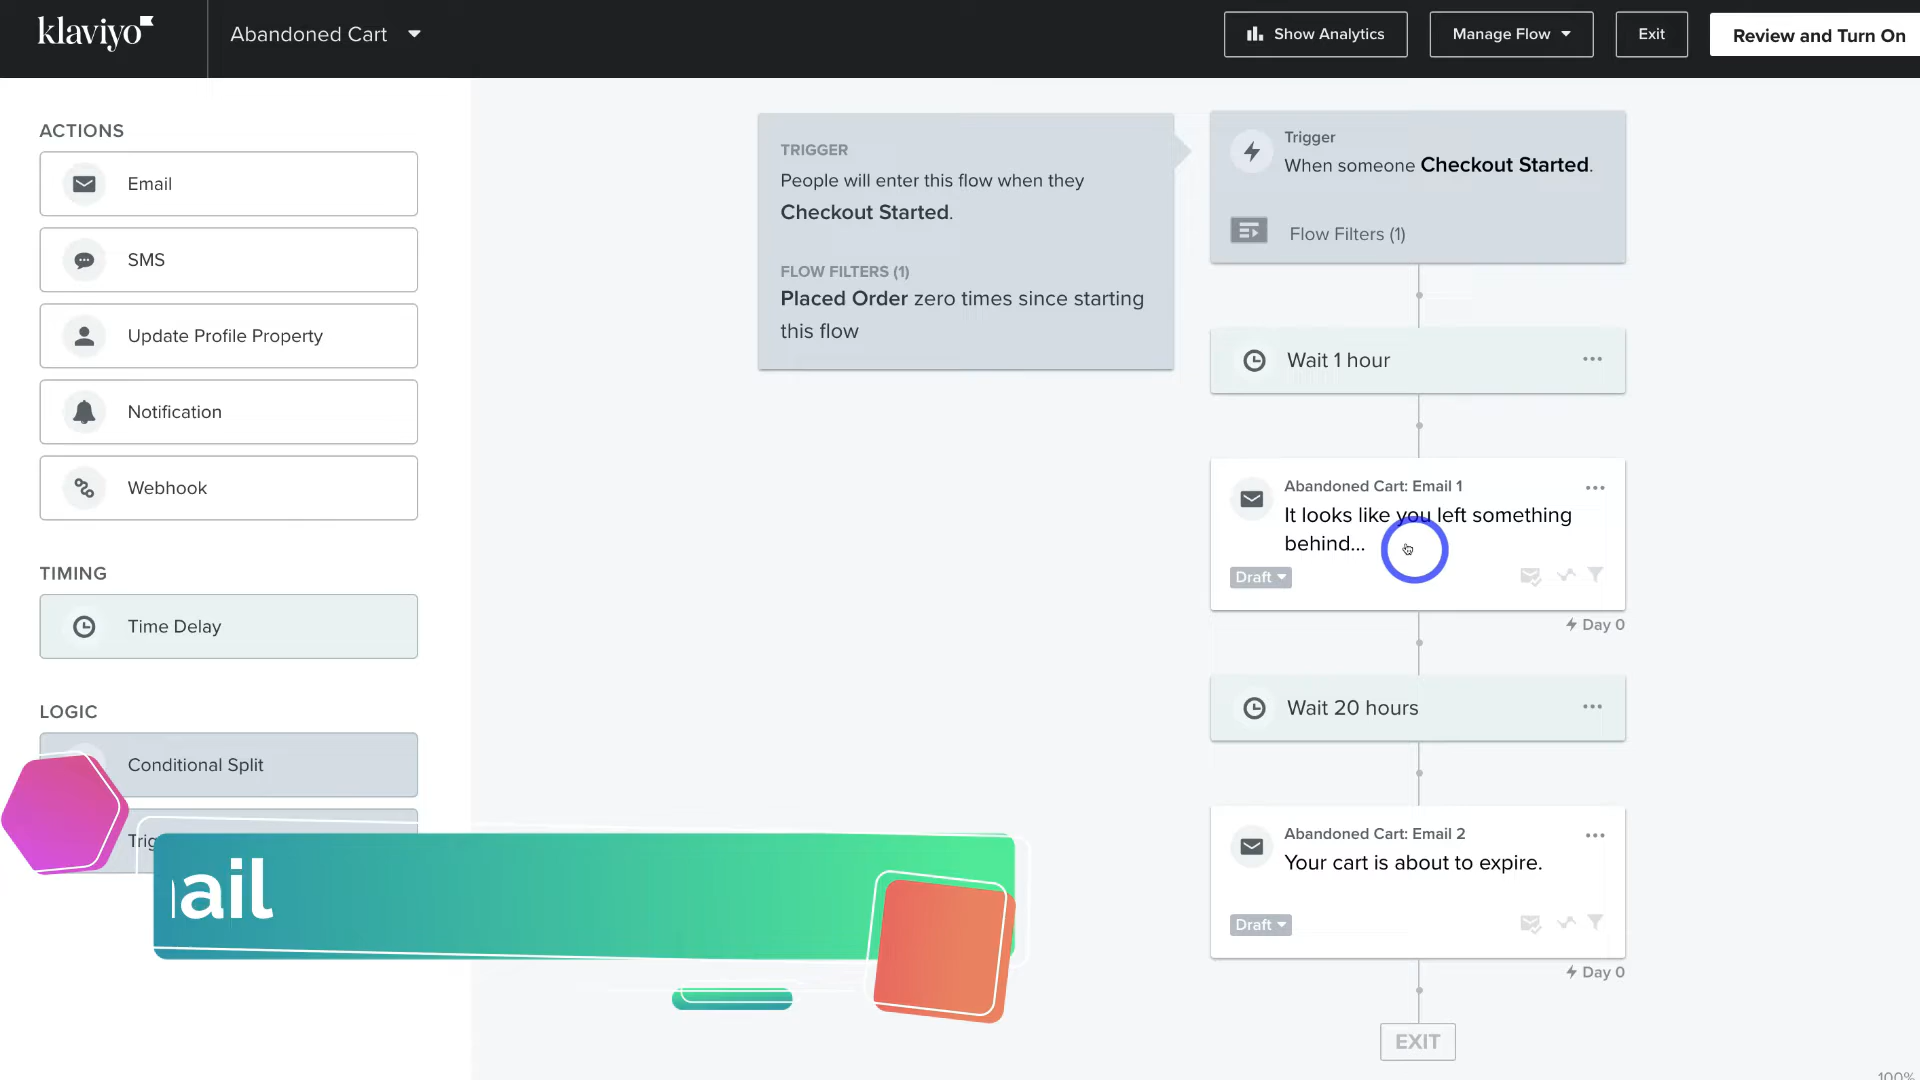 klaviyo
Abandoned Cart
Show Analytics
Manage Flow
Exit
Review and Turn On
ACTIONS
Email
SMS
Update Profile Property
Notification
Webhook
TIMING
Time Delay
LOGIC
Conditional Split
TRIGGER
People will enter this flow when they
Checkout Started.
FLOW FILTERS (1)
Placed Order zero times since starting
this flow
Trigger
When someone Checkout Started.
Flow Filters (1)
Wait 1 hour
Abandoned Cart: Email 1
It looks like you left something
behind...
Draft
Day 0
Wait 20 hours
Abandoned Cart: Email 2
Your cart is about to expire.
Draft
Day 0
EXIT